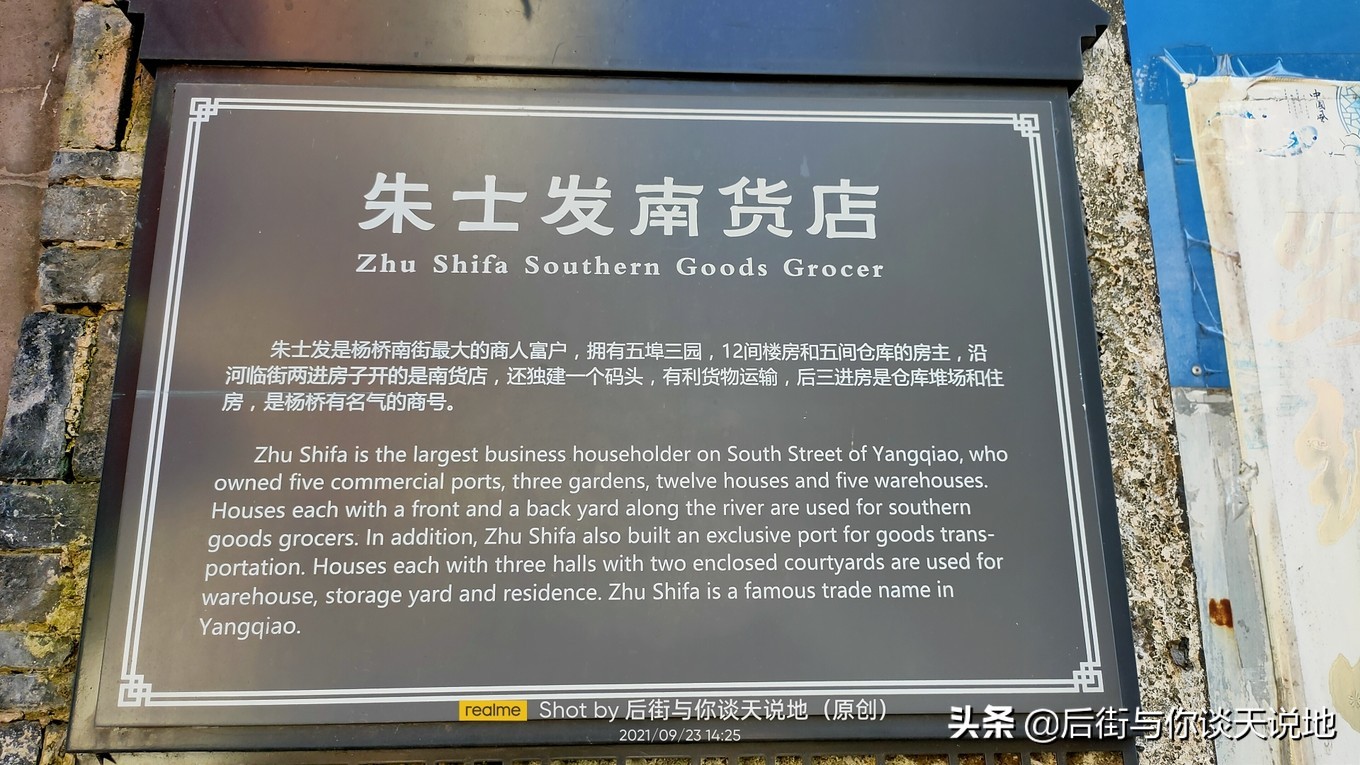 朱士发南货店
Zhu Shifa Southern Goods Grocer
朱士发是杨桥南街最大的商人富户，拥有五埠三园，12间楼房和五间仓库的房主，沿
河临街两进房子开的是南货店，还独建一个码头，有利货物运输，后三进房是仓库堆场和住
房，是杨桥有名气的商号。
Zhu Shifa is the largest business householder on South Street of Yangqiao, who
owned five commercial ports, three gardens, twelve houses and five warehouses.
Houses each with a front and a back yard along the river are used for southern
goods grocers. In addition, Zhu Shifa also built an exclusive port for goods trans-
portation. Houses each with three halls with two enclosed courtyards are used for
warehouse, storage yard and residence. Zhu Shifa is a famous trade name in
Yangqiao.
中国风
realme Shot by 后街与你谈天说地（原创）
2021/09/23 14:25
头条 @后街与你谈天说地